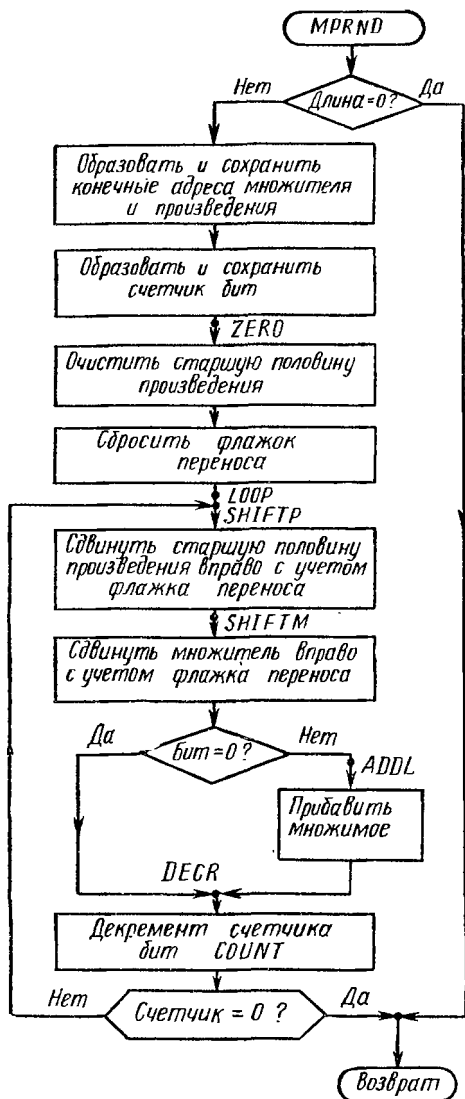 MPRND
Нет
Да
Длина=0?
Образовать и сохранить
конечные адреса множителя
и произведения
Образовать и сохранить
счетчик бит
ZERO
Очистить старшую половину
произведения
Сбросить флажок
переноса
LOOP
SHIFTP
Сдвинуть старшую половину
произведения вправо с учетом
флажка переноса
SHIFTM
Сдвинуть множитель вправо
с учетом флажка переноса
Да
Нет
Бит=0?
ADDL
Прибавить
множимое
DECR
Декремент счетчика
бит COUNT
Нет
Да
Счетчик = 0 ?
Возврат